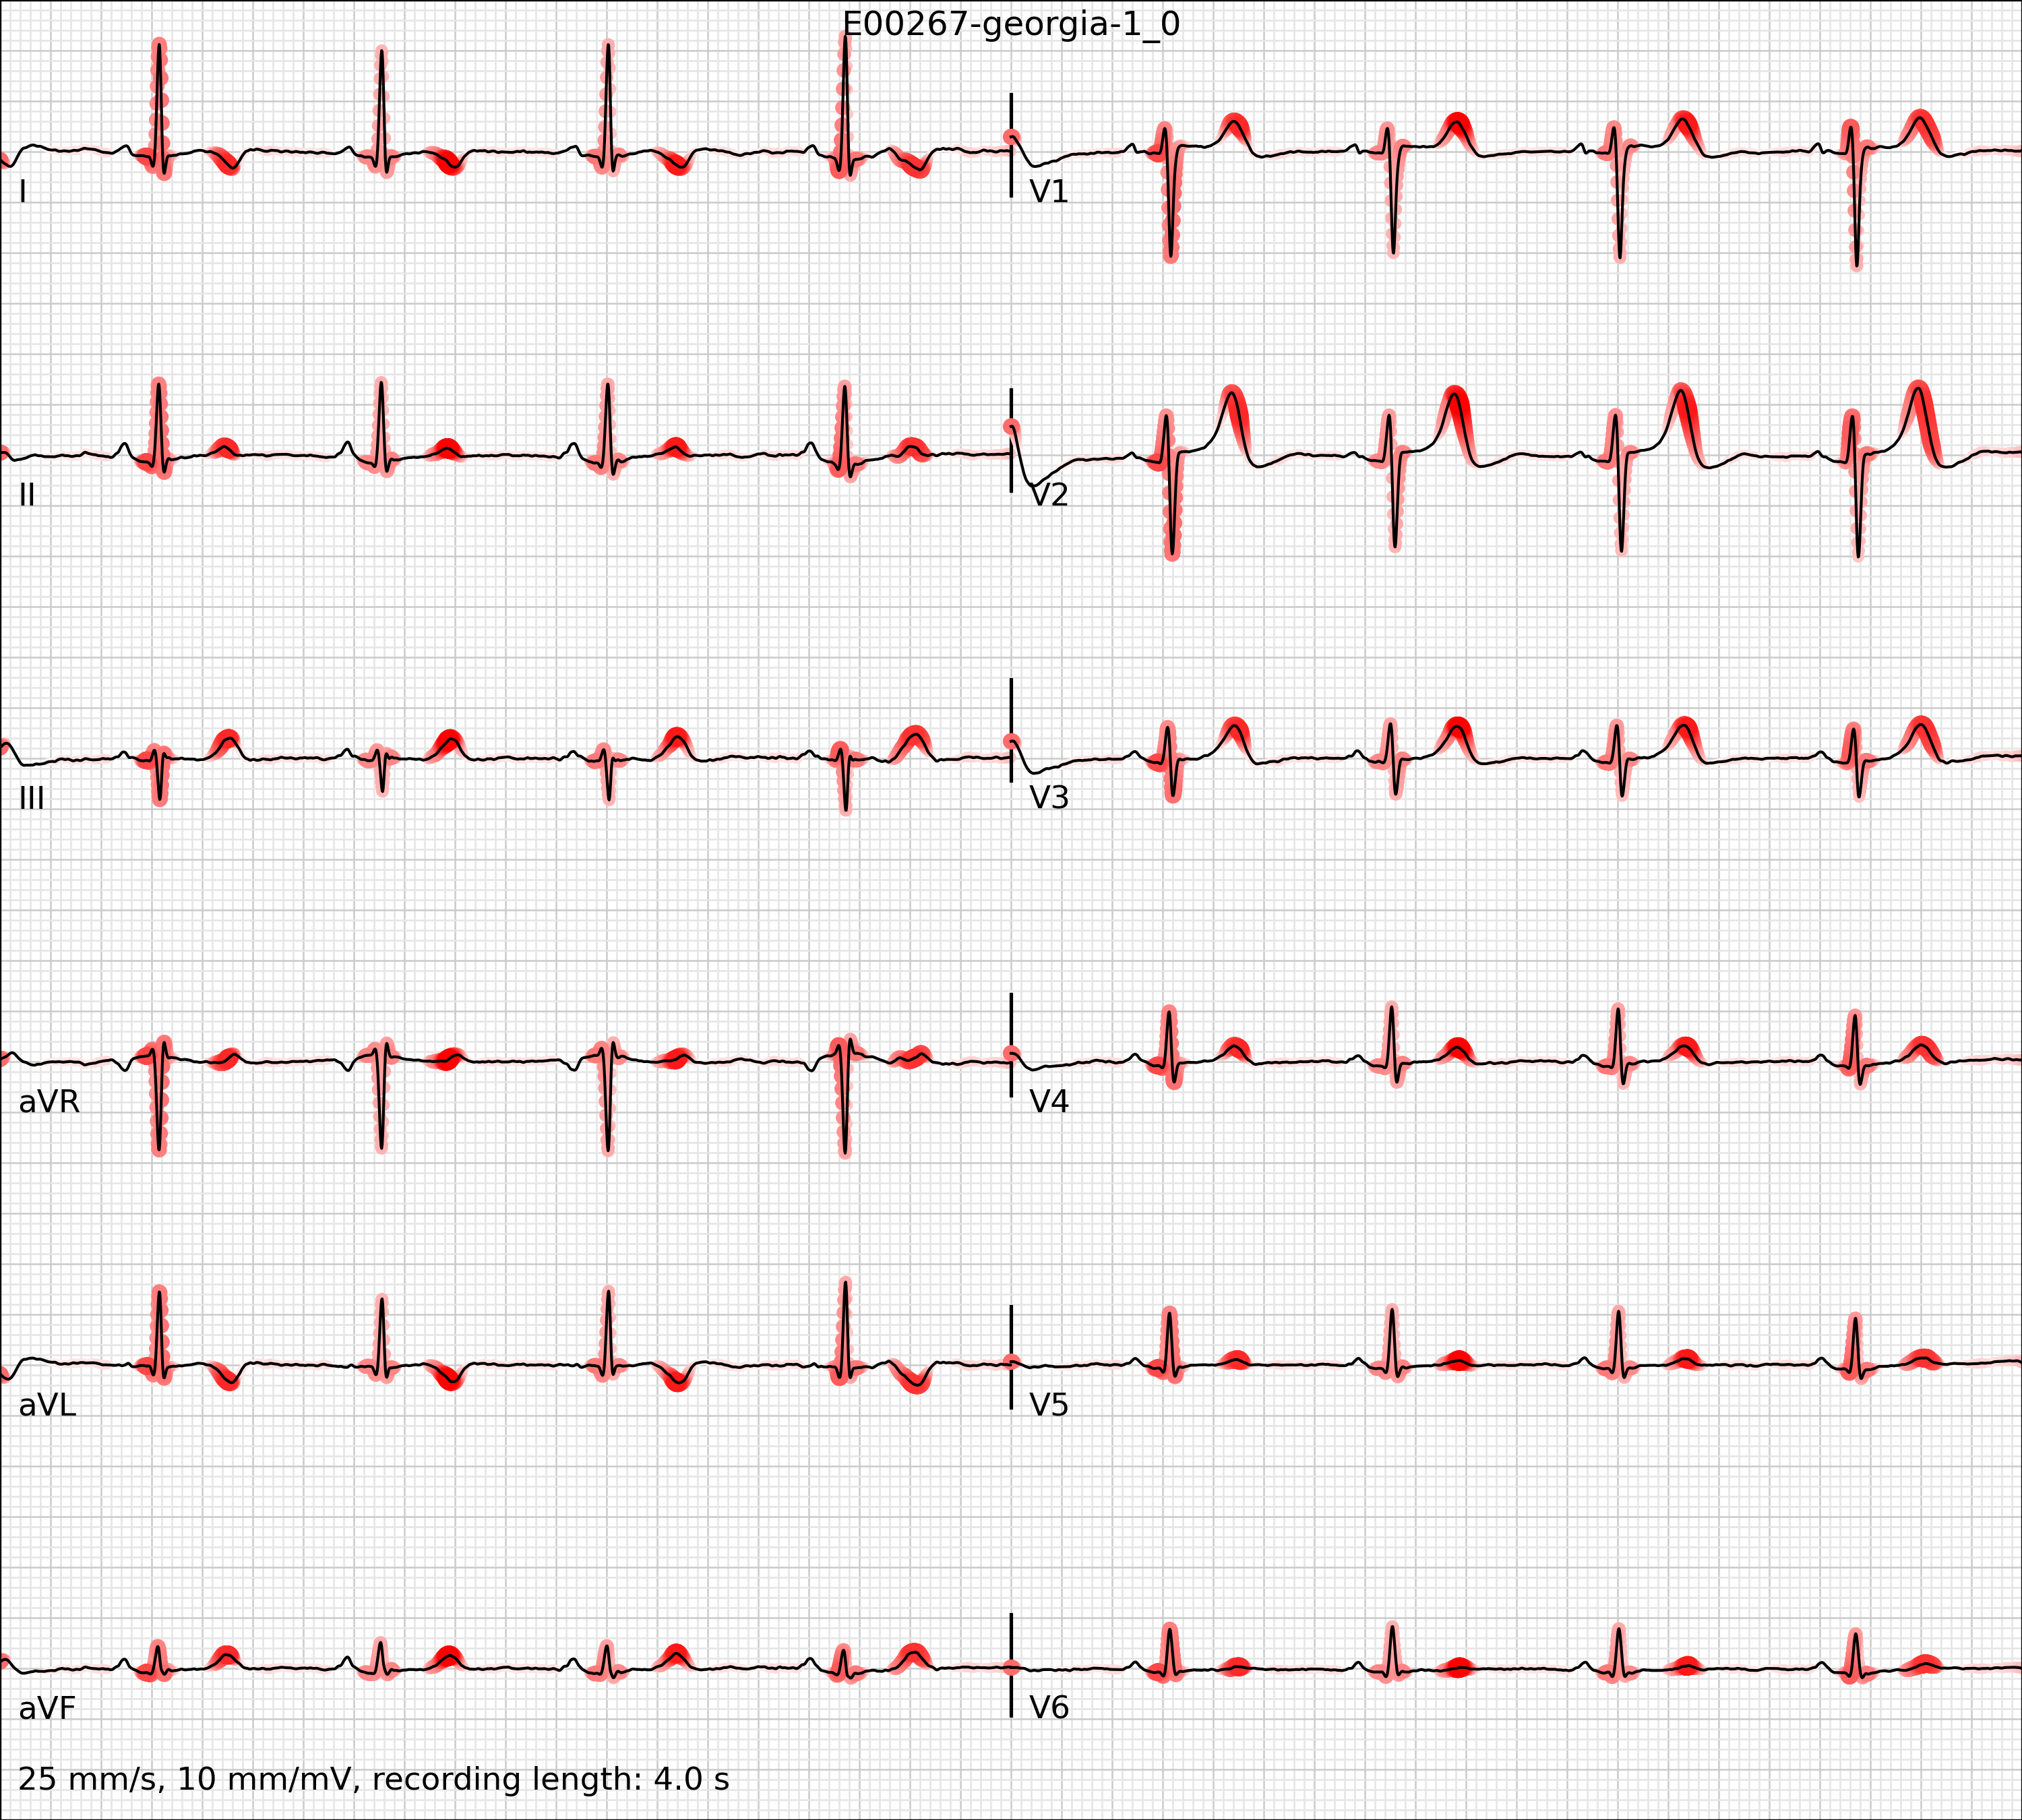 E00267-georgia-1_0
I
V1
II
V2
III
V3
aVR
V4
aVL
V5
aVF
V6
25 mm/s, 10 mm/mV, recording length: 4.0 s